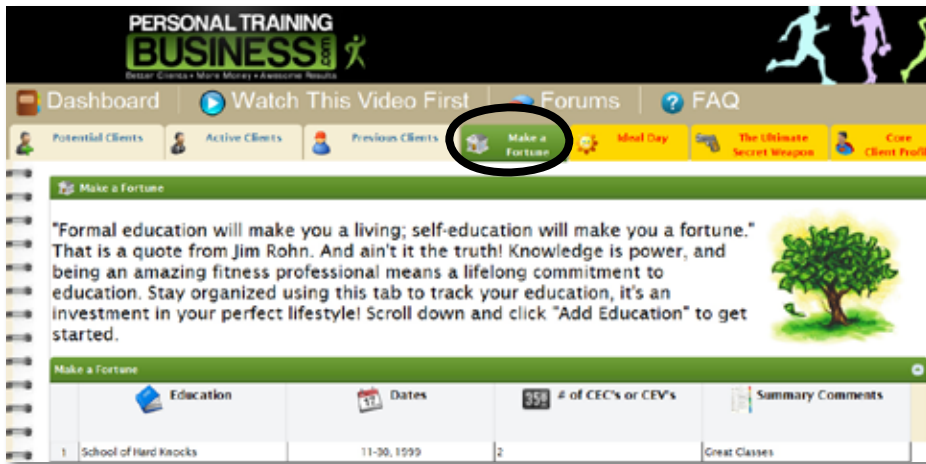 PERSONAL TRAINING
BUSINESS.com
Better Clients • More Money • Awesome Results
Dashboard
Watch This Video First
Forums
FAQ
Potential Clients
Active Clients
Previous Clients
Make a
Fortune
Ideal Day
The Ultimate
Secret Weapon
Core
Client Profi
Make a Fortune
"Formal education will make you a living; self-education will make you a fortune."
That is a quote from Jim Rohn. And ain't it the truth! Knowledge is power, and
being an amazing fitness professional means a lifelong commitment to
education. Stay organized using this tab to track your education, it's an
investment in your perfect lifestyle! Scroll down and click "Add Education" to get
started.
Make a Fortune
Education
Dates
# of CEC's or CEV's
Summary Comments
1 School of Hard Knocks 11-30, 1999 2 Great Classes